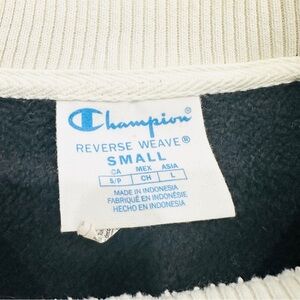 Champion®
REVERSE WEAVE®
SMALL
CA MEX ASIA
S/P CH L
MADE IN INDONESIA
FABRIQUÉ EN INDONÉSIE
HECHO EN INDONESIA